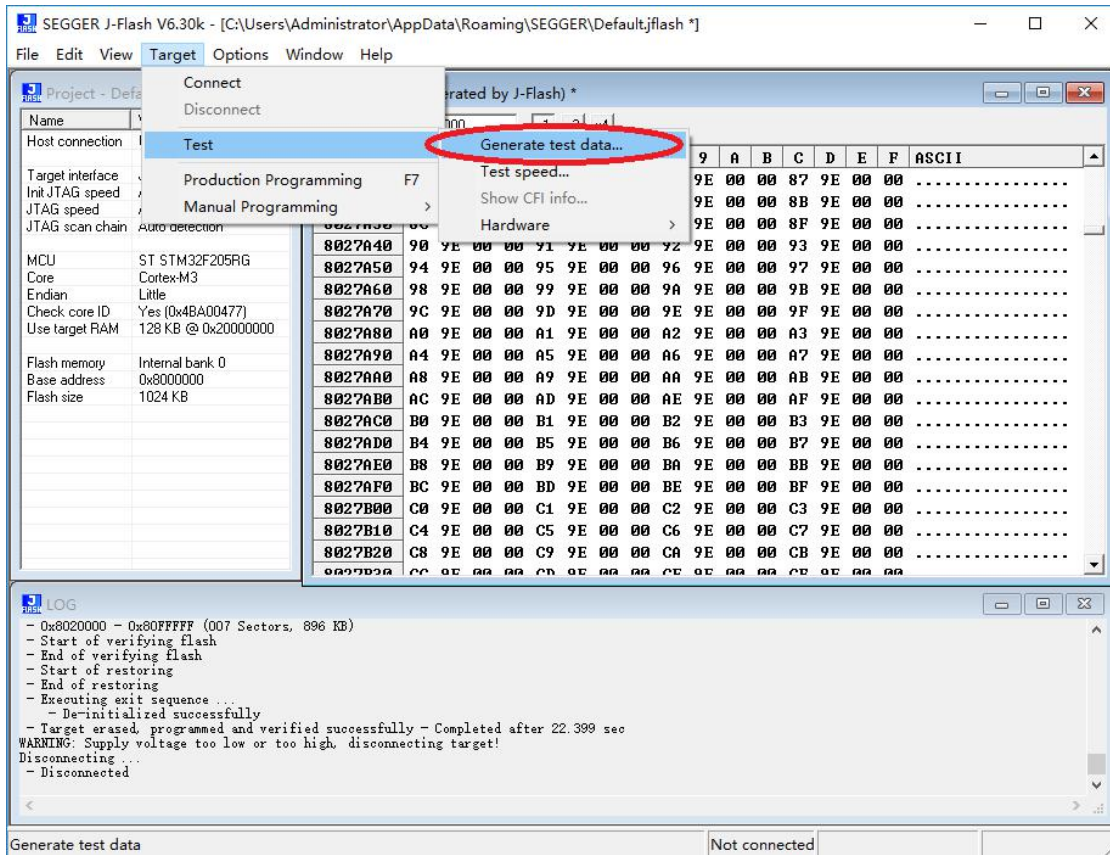 SEGGER J-Flash V6.30k - [C:\Users\Administrator\AppData\Roaming\SEGGER\Default.jflash *]
File Edit View Target Options Window Help
Project - Defa
erated by J-Flash) *
Connect
Disconnect
Test
Production Programming F7
Manual Programming >
Generate test data...
Test speed...
Show CFI info...
Hardware >
Name
Host connection
Target interface
Init JTAG speed
JTAG speed
JTAG scan chain Auto detection
MCU ST STM32F205RG
Core Cortex-M3
Endian Little
Check core ID Yes (0x4BA00477)
Use target RAM 128 KB @ 0x20000000
Flash memory Internal bank 0
Base address 0x8000000
Flash size 1024 KB
9 A B C D E F ASCII
9E 00 00 87 9E 00 00 ................
9E 00 00 8B 9E 00 00 ................
9E 00 00 8F 9E 00 00 ................
8027A40 90 9E 00 00 91 9E 00 00 92 9E 00 00 93 9E 00 00 ................
8027A50 94 9E 00 00 95 9E 00 00 96 9E 00 00 97 9E 00 00 ................
8027A60 98 9E 00 00 99 9E 00 00 9A 9E 00 00 9B 9E 00 00 ................
8027A70 9C 9E 00 00 9D 9E 00 00 9E 9E 00 00 9F 9E 00 00 ................
8027A80 A0 9E 00 00 A1 9E 00 00 A2 9E 00 00 A3 9E 00 00 ................
8027A90 A4 9E 00 00 A5 9E 00 00 A6 9E 00 00 A7 9E 00 00 ................
8027AA0 A8 9E 00 00 A9 9E 00 00 AA 9E 00 00 AB 9E 00 00 ................
8027AB0 AC 9E 00 00 AD 9E 00 00 AE 9E 00 00 AF 9E 00 00 ................
8027AC0 B0 9E 00 00 B1 9E 00 00 B2 9E 00 00 B3 9E 00 00 ................
8027AD0 B4 9E 00 00 B5 9E 00 00 B6 9E 00 00 B7 9E 00 00 ................
8027AE0 B8 9E 00 00 B9 9E 00 00 BA 9E 00 00 BB 9E 00 00 ................
8027AF0 BC 9E 00 00 BD 9E 00 00 BE 9E 00 00 BF 9E 00 00 ................
8027B00 C0 9E 00 00 C1 9E 00 00 C2 9E 00 00 C3 9E 00 00 ................
8027B10 C4 9E 00 00 C5 9E 00 00 C6 9E 00 00 C7 9E 00 00 ................
8027B20 C8 9E 00 00 C9 9E 00 00 CA 9E 00 00 CB 9E 00 00 ................
LOG
- 0x8020000 - 0x80FFFFF (007 Sectors, 896 KB)
- Start of verifying flash
- End of verifying flash
- Start of restoring
- End of restoring
- Executing exit sequence ...
- De-initialized successfully
- Target erased, programmed and verified successfully - Completed after 22.399 sec
WARNING: Supply voltage too low or too high, disconnecting target!
Disconnecting ...
- Disconnected
Generate test data
Not connected